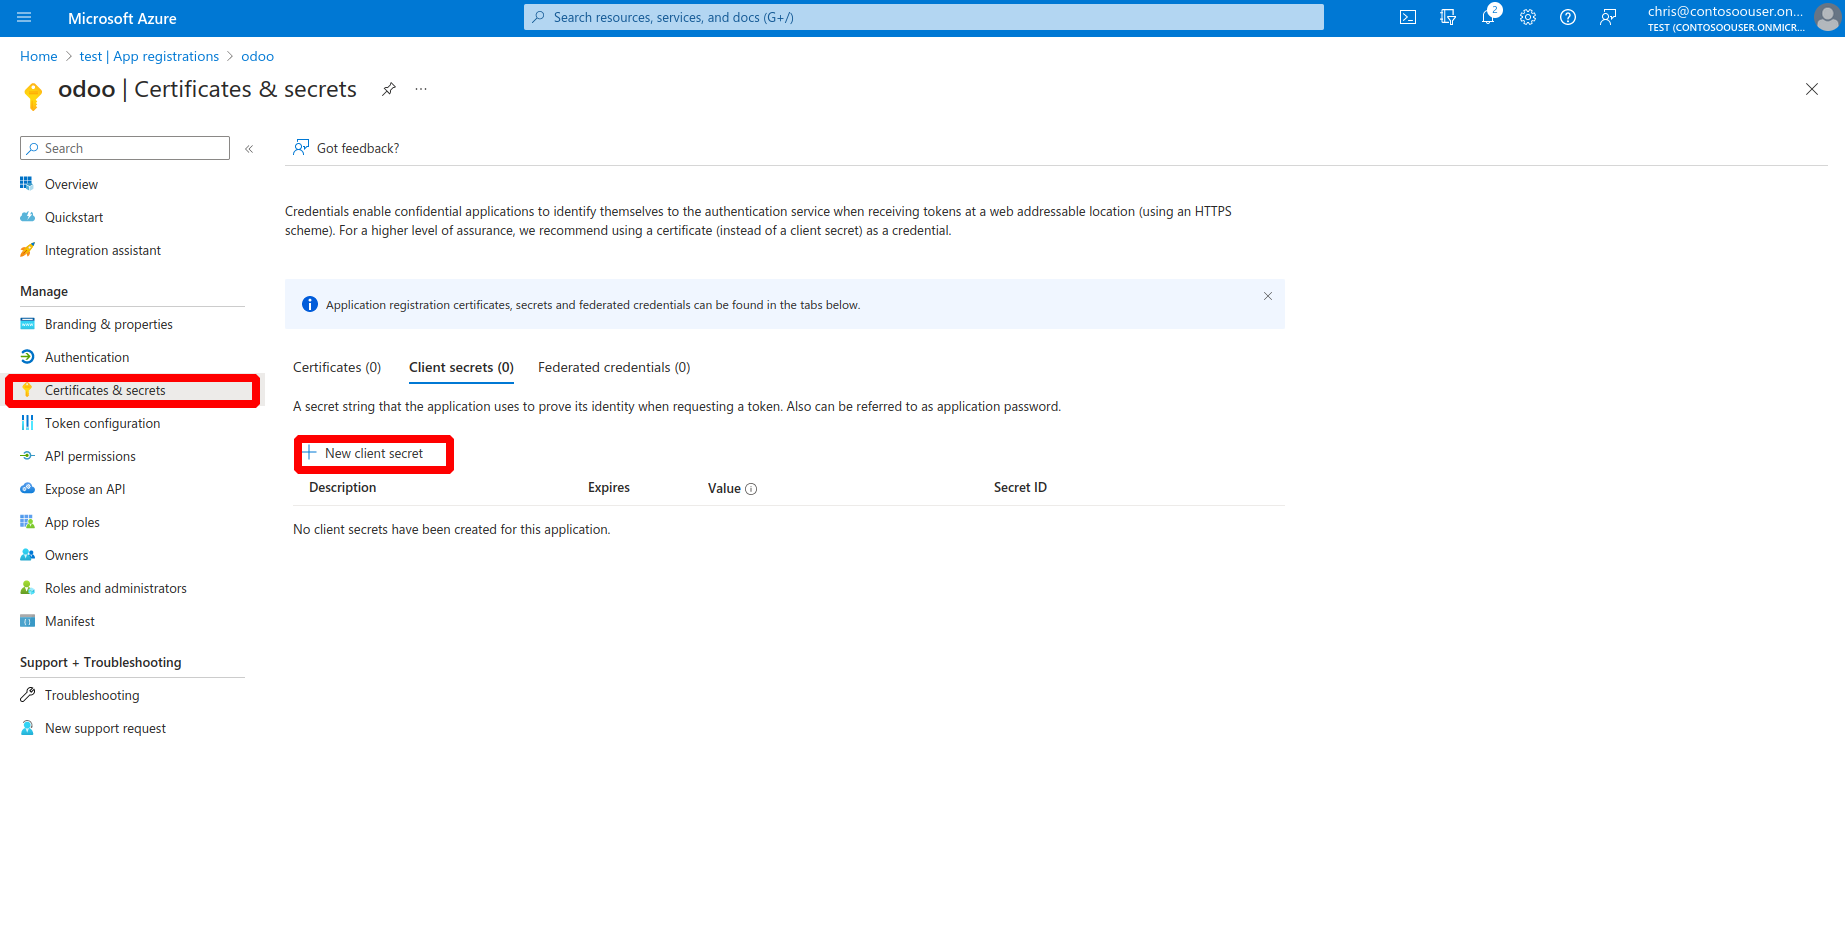 Microsoft Azure
Search resources, services, and docs (G+/)
2
chris@contosoouser.on...
TEST (CONTOSOOUSER.ONMICR...
Home > test | App registrations > odoo
odoo | Certificates & secrets
Search
«
Got feedback?
Overview
Quickstart
Integration assistant
Manage
Branding & properties
Authentication
Certificates & secrets
Token configuration
API permissions
Expose an API
App roles
Owners
Roles and administrators
Manifest
Support + Troubleshooting
Troubleshooting
New support request
Credentials enable confidential applications to identify themselves to the authentication service when receiving tokens at a web addressable location (using an HTTPS
scheme). For a higher level of assurance, we recommend using a certificate (instead of a client secret) as a credential.
Application registration certificates, secrets and federated credentials can be found in the tabs below.
Certificates (0) Client secrets (0) Federated credentials (0)
A secret string that the application uses to prove its identity when requesting a token. Also can be referred to as application password.
New client secret
Description Expires Value Secret ID
No client secrets have been created for this application.